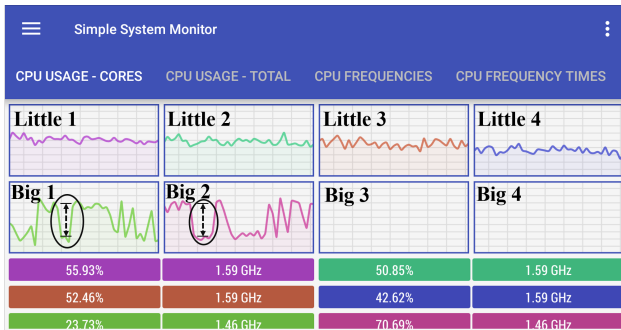 Simple System Monitor
CPU USAGE - CORES CPU USAGE - TOTAL CPU FREQUENCIES CPU FREQUENCY TIMES
Little 1 Little 2 Little 3 Little 4
Big 1 Big 2 Big 3 Big 4
55.93% 1.59 GHz 50.85% 1.59 GHz
52.46% 1.59 GHz 42.62% 1.59 GHz
23.73% 1.46 GHz 70.69% 1.46 GHz